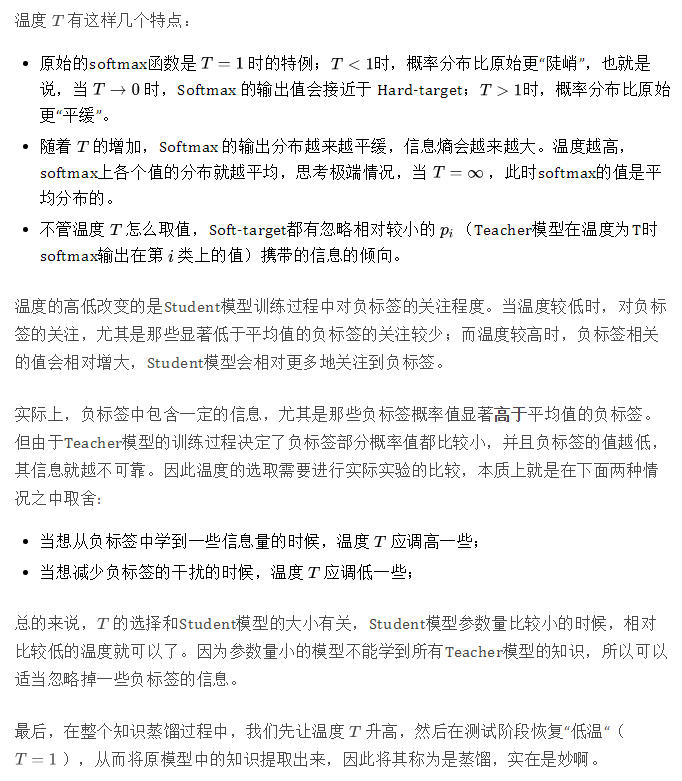 温度 T 有这样几个特点：
• 原始的softmax函数是 T = 1 时的特例；T < 1时，概率分布比原始更“陡峭”，也就是
说，当 T → 0 时，Softmax 的输出值会接近于 Hard-target；T > 1时，概率分布比原始
更“平缓”。
• 随着 T 的增加，Softmax 的输出分布越来越平缓，信息熵会越来越大。温度越高，
softmax上各个值的分布就越平均，思考极端情况，当 T = ∞ ，此时softmax的值是平
均分布的。
• 不管温度 T 怎么取值，Soft-target都有忽略相对较小的 pᵢ （Teacher模型在温度为T时
softmax输出在第 i 类上的值）携带的信息的倾向。
温度的高低改变的是Student模型训练过程中对负标签的关注程度。当温度较低时，对负标
签的关注，尤其是那些显著低于平均值的负标签的关注较少；而温度较高时，负标签相关
的值会相对增大，Student模型会相对更多地关注到负标签。
实际上，负标签中包含一定的信息，尤其是那些负标签概率值显著高于平均值的负标签。
但由于Teacher模型的训练过程决定了负标签部分概率值都比较小，并且负标签的值越低，
其信息就越不可靠。因此温度的选取需要进行实际实验的比较，本质上就是在下面两种情
况之中取舍：
• 当想从负标签中学到一些信息量的时候，温度 T 应调高一些；
• 当想减少负标签的干扰的时候，温度 T 应调低一些；
总的来说，T 的选择和Student模型的大小有关，Student模型参数量比较小的时候，相对
比较低的温度就可以了。因为参数量小的模型不能学到所有Teacher模型的知识，所以可以
适当忽略掉一些负标签的信息。
最后，在整个知识蒸馏过程中，我们先让温度 T 升高，然后在测试阶段恢复“低温“（
T = 1 ），从而将原模型中的知识提取出来，因此将其称为是蒸馏，实在是妙啊。